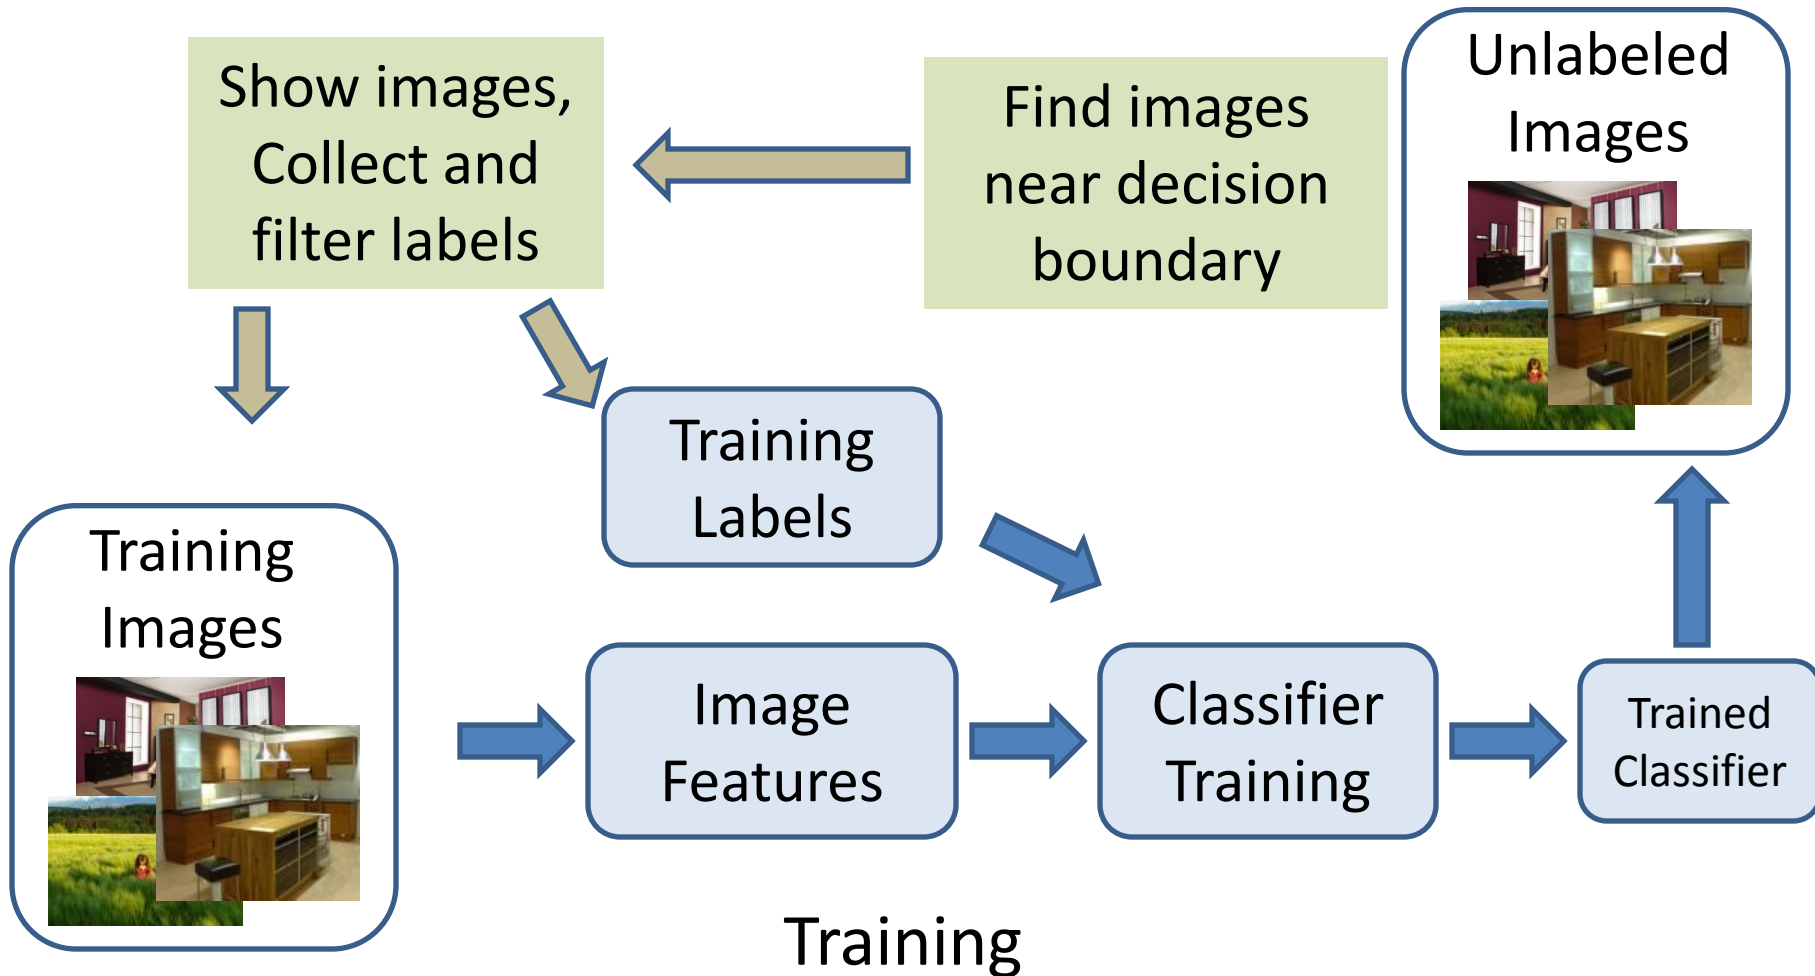 Show images,
Collect and
filter labels
Find images
near decision
boundary
Unlabeled
Images
Training
Labels
Training
Images
Image
Features
Classifier
Training
Trained
Classifier
Training